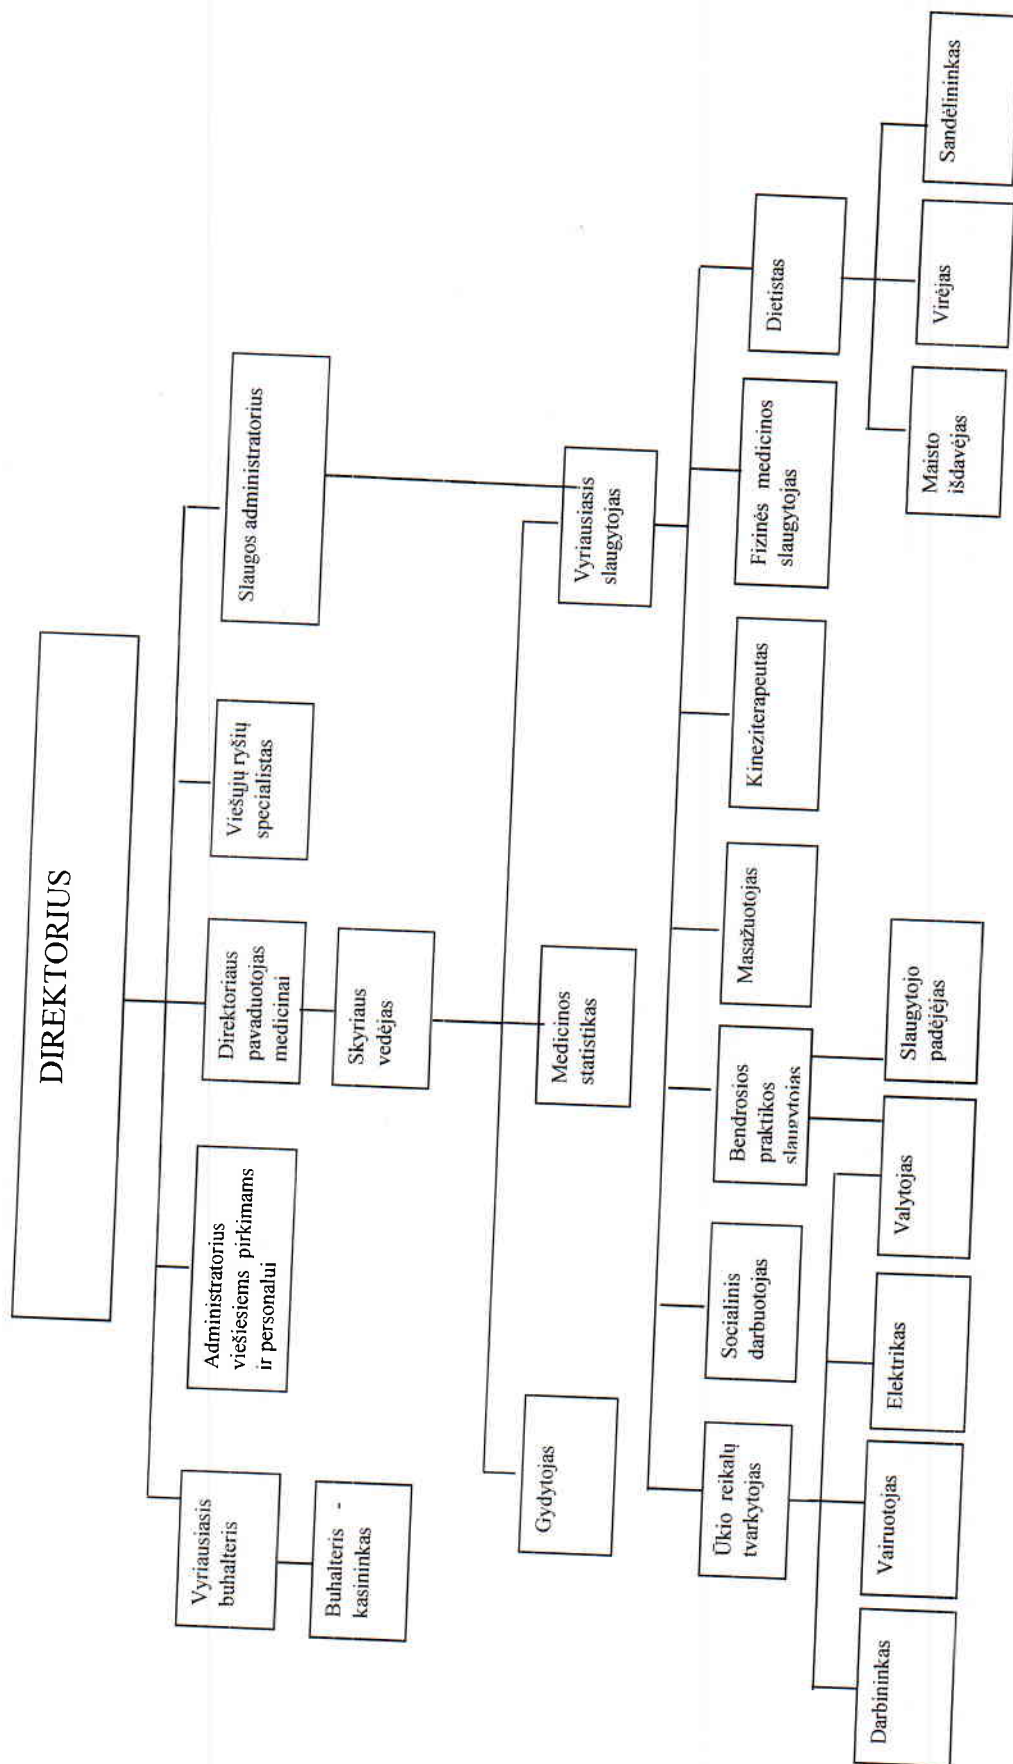 DIREKTORIUS
Vyriausiasis
buhalteris
Administratorius
viešiesiems pirkimams
ir personalui
Direktoriaus
pavaduotojas
medicinai
Viešųjų ryšių
specialistas
Slaugos administratorius
Buhalteris -
kasininkas
Skyriaus
vedėjas
Gydytojas
Medicinos
statistikas
Vyriausiasis
slaugytojas
Ūkio reikalų
tvarkytojas
Socialinis
darbuotojas
Bendrosios
praktikos
slaugytojas
Masažuotojas
Kineziterapeutas
Fizinės medicinos
slaugytojas
Dietistas
Darbininkas
Vairuotojas
Elektrikas
Valytojas
Slaugytojo
padėjėjas
Maisto
išdavėjas
Virėjas
Sandėlininkas